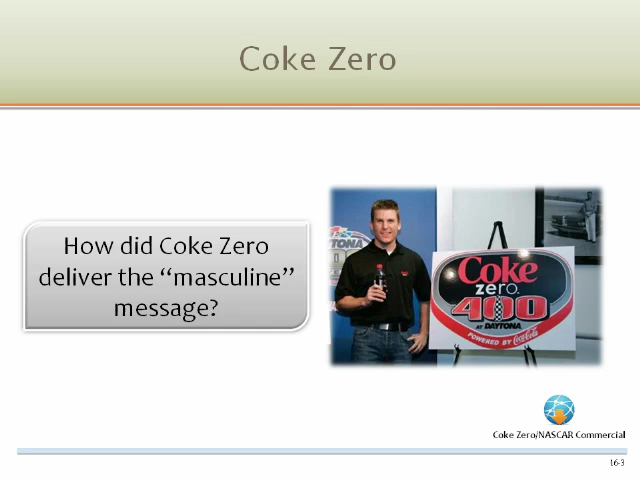 Coke Zero
How did Coke Zero
deliver the “masculine”
message?
DAYTONA
Coke
zero
400
AT DAYTONA
POWERED BY Coca-Cola
Coke Zero/NASCAR Commercial
16-3